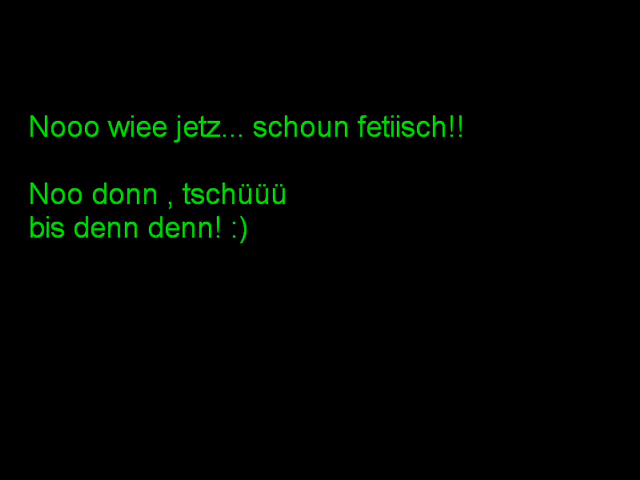 Nooo wiee jetz... schoun fetiisch!!
Noo donn , tschüüü
bis denn denn! :)